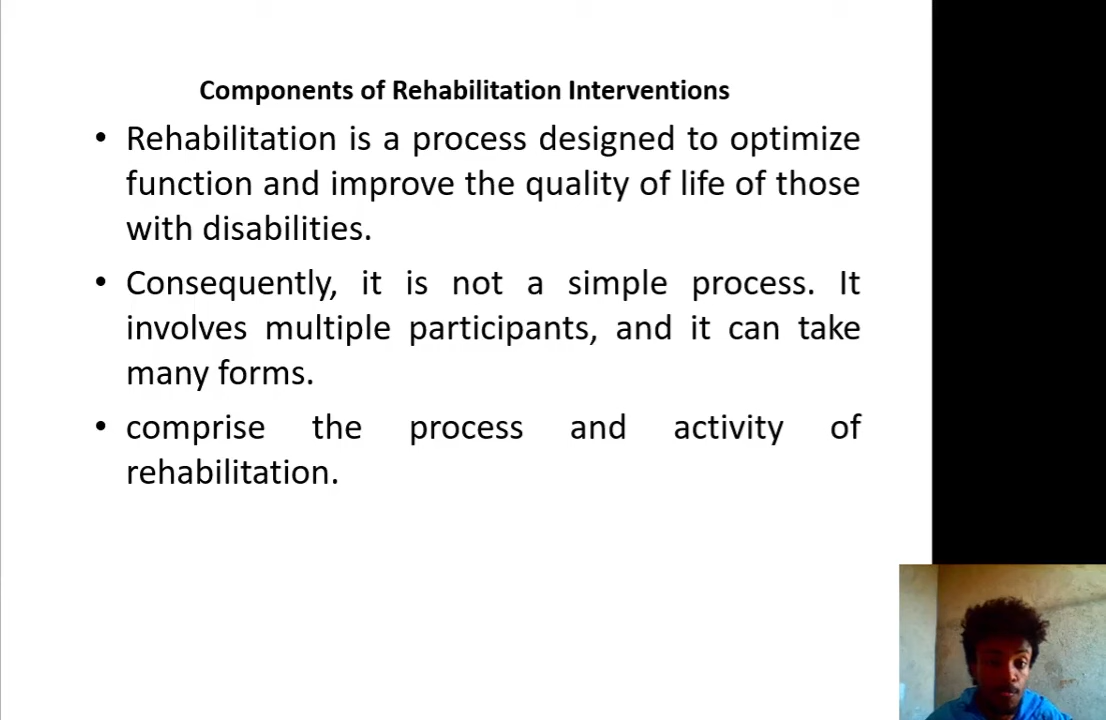 Components of Rehabilitation Interventions
• Rehabilitation is a process designed to optimize
function and improve the quality of life of those
with disabilities.
• Consequently, it is not a simple process. It
involves multiple participants, and it can take
many forms.
• comprise the process and activity of
rehabilitation.